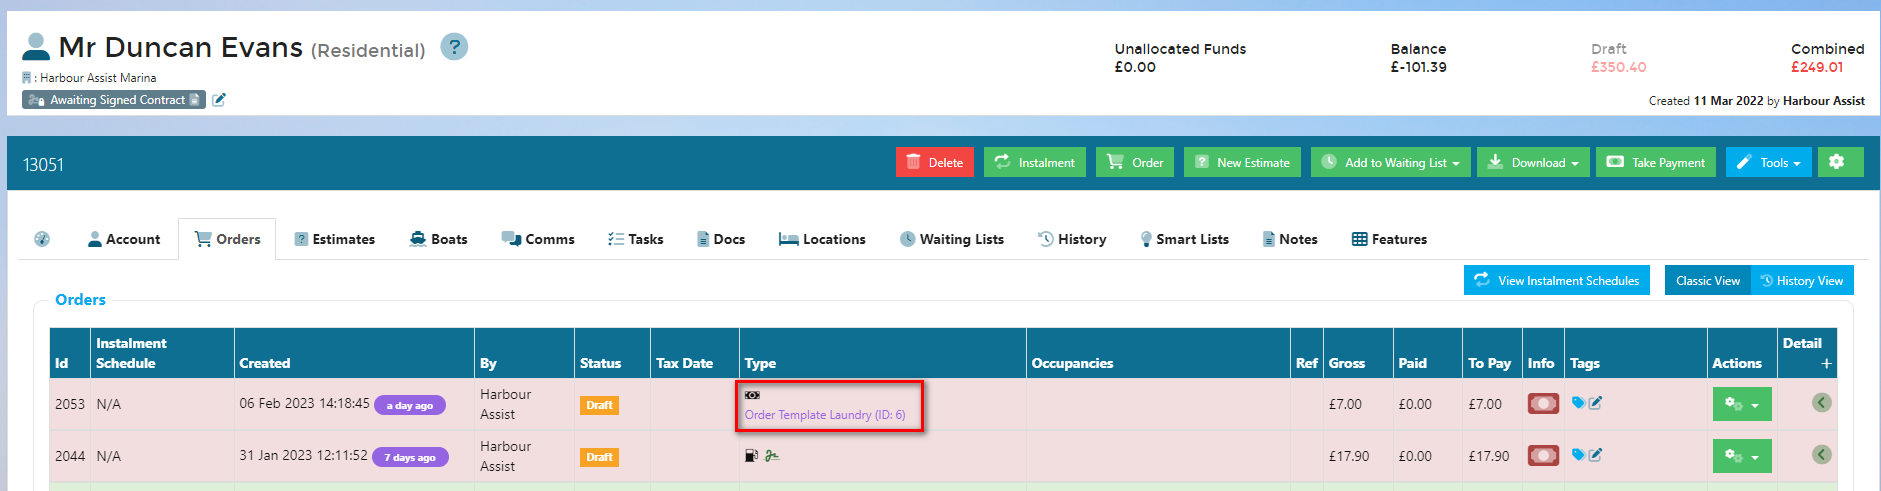 Mr Duncan Evans (Residential) ?
: Harbour Assist Marina
Awaiting Signed Contract
Unallocated Funds
£0.00
Balance
£-101.39
Draft
£350.40
Combined
£249.01
Created 11 Mar 2022 by Harbour Assist
13051
Delete
Instalment
Order
New Estimate
Add to Waiting List
Download
Take Payment
Tools
Account
Orders
Estimates
Boats
Comms
Tasks
Docs
Locations
Waiting Lists
History
Smart Lists
Notes
Features
View Instalment Schedules
Classic View
History View
Orders
Id
Instalment
Schedule
Created
By
Status
Tax Date
Type
Occupancies
Ref
Gross
Paid
To Pay
Info
Tags
Actions
Detail
+
2053
N/A
06 Feb 2023 14:18:45 a day ago
Harbour
Assist
Draft
Order Template Laundry (ID: 6)
£7.00
£0.00
£7.00
2044
N/A
31 Jan 2023 12:11:52 7 days ago
Harbour
Assist
Draft
£17.90
£0.00
£17.90